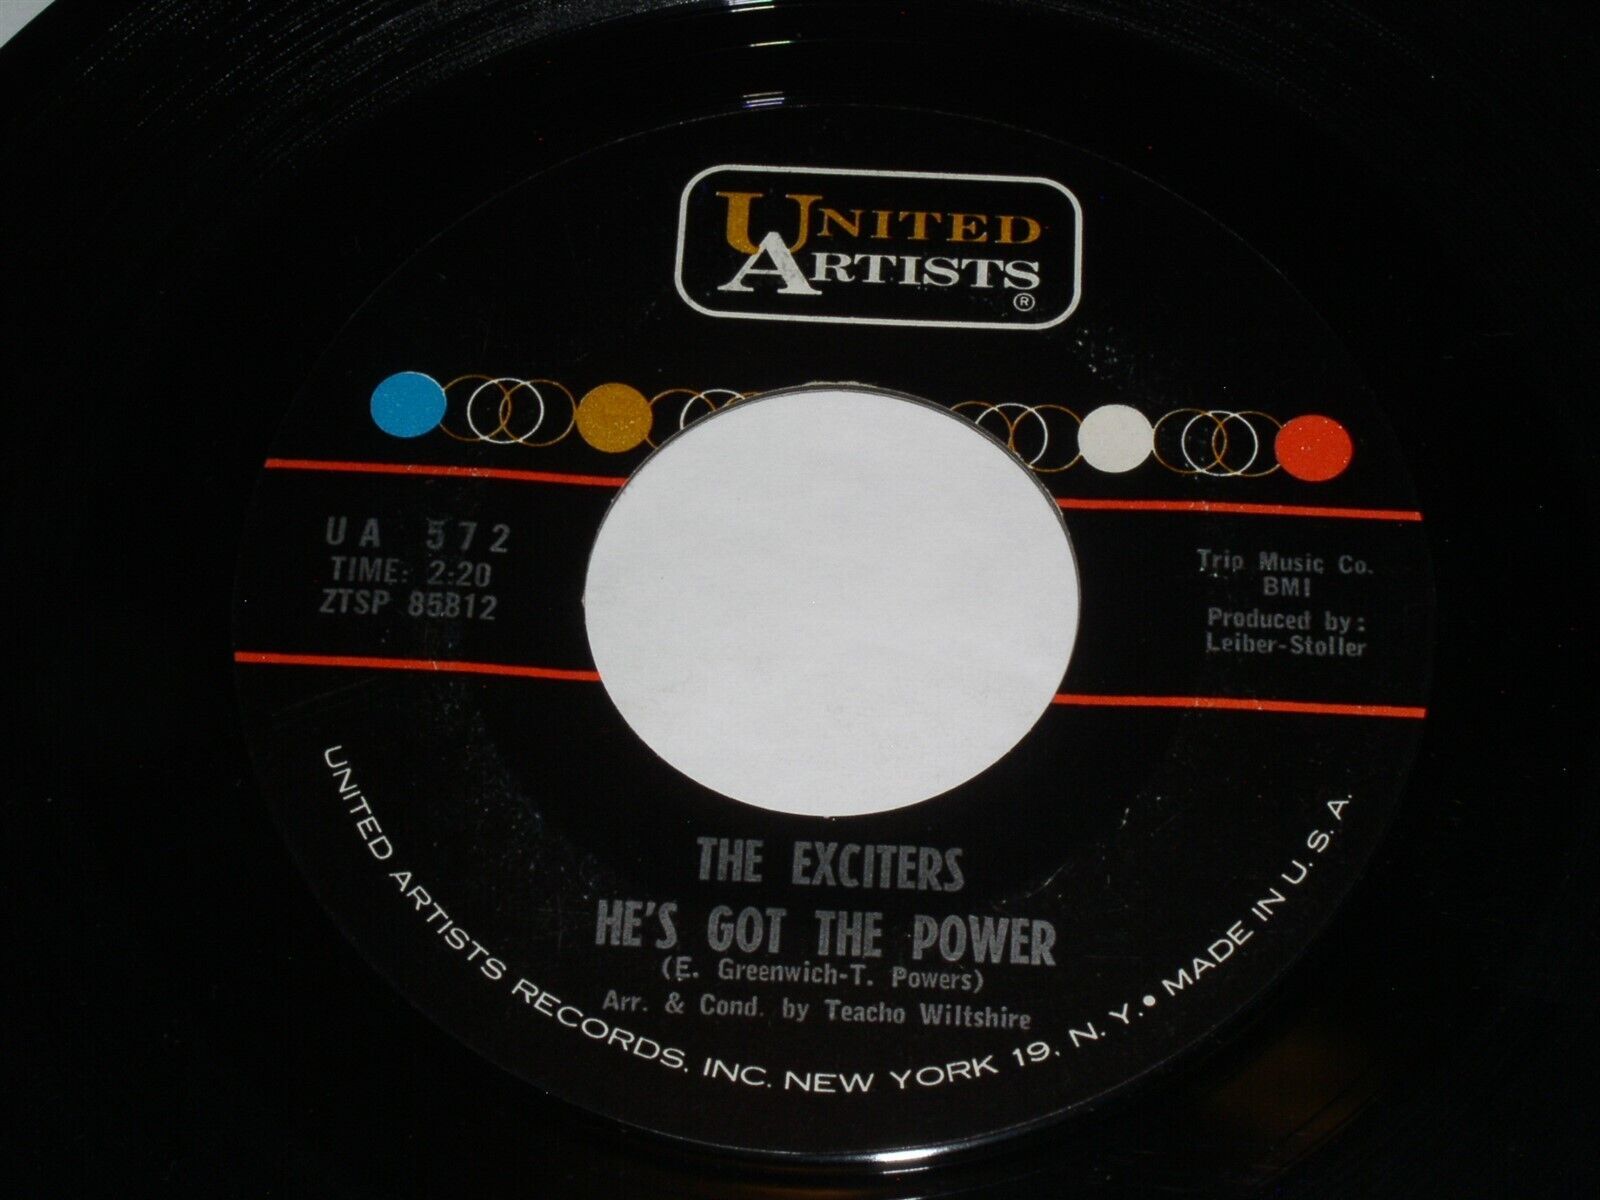 UNITED
ARTISTS
®
UA 572
TIME: 2:20
ZTSP 85812
Trip Music Co.
BMI
Produced by:
Leiber-Stoller
THE EXCITERS
HE'S GOT THE POWER
(E. Greenwich-T. Powers)
Arr. & Cond. by Teacho Wiltshire
UNITED ARTISTS RECORDS, INC. NEW YORK 19, N. Y. • MADE IN U. S. A.